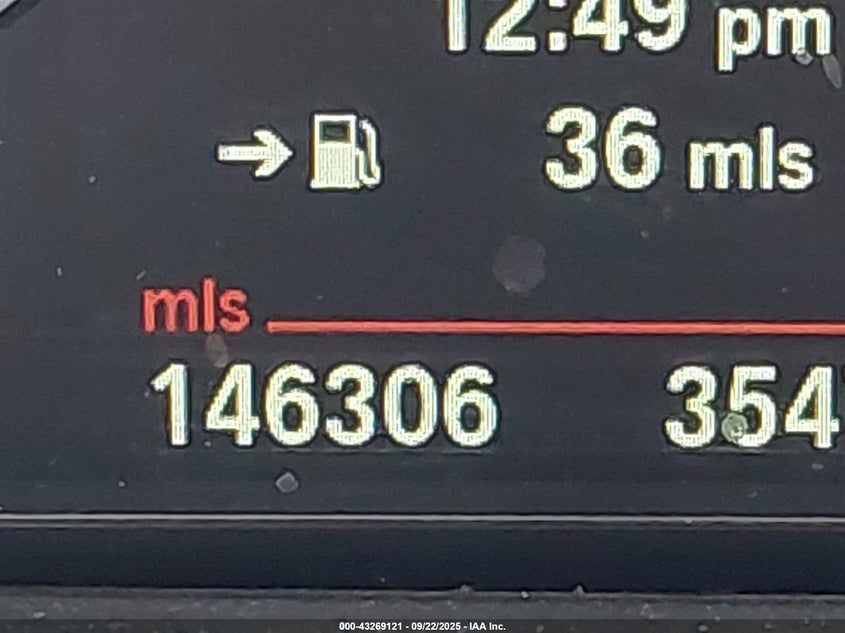 12:49 pm
36 mls
mls
146306 354
000-43269121 - 09/22/2025 - IAA Inc.